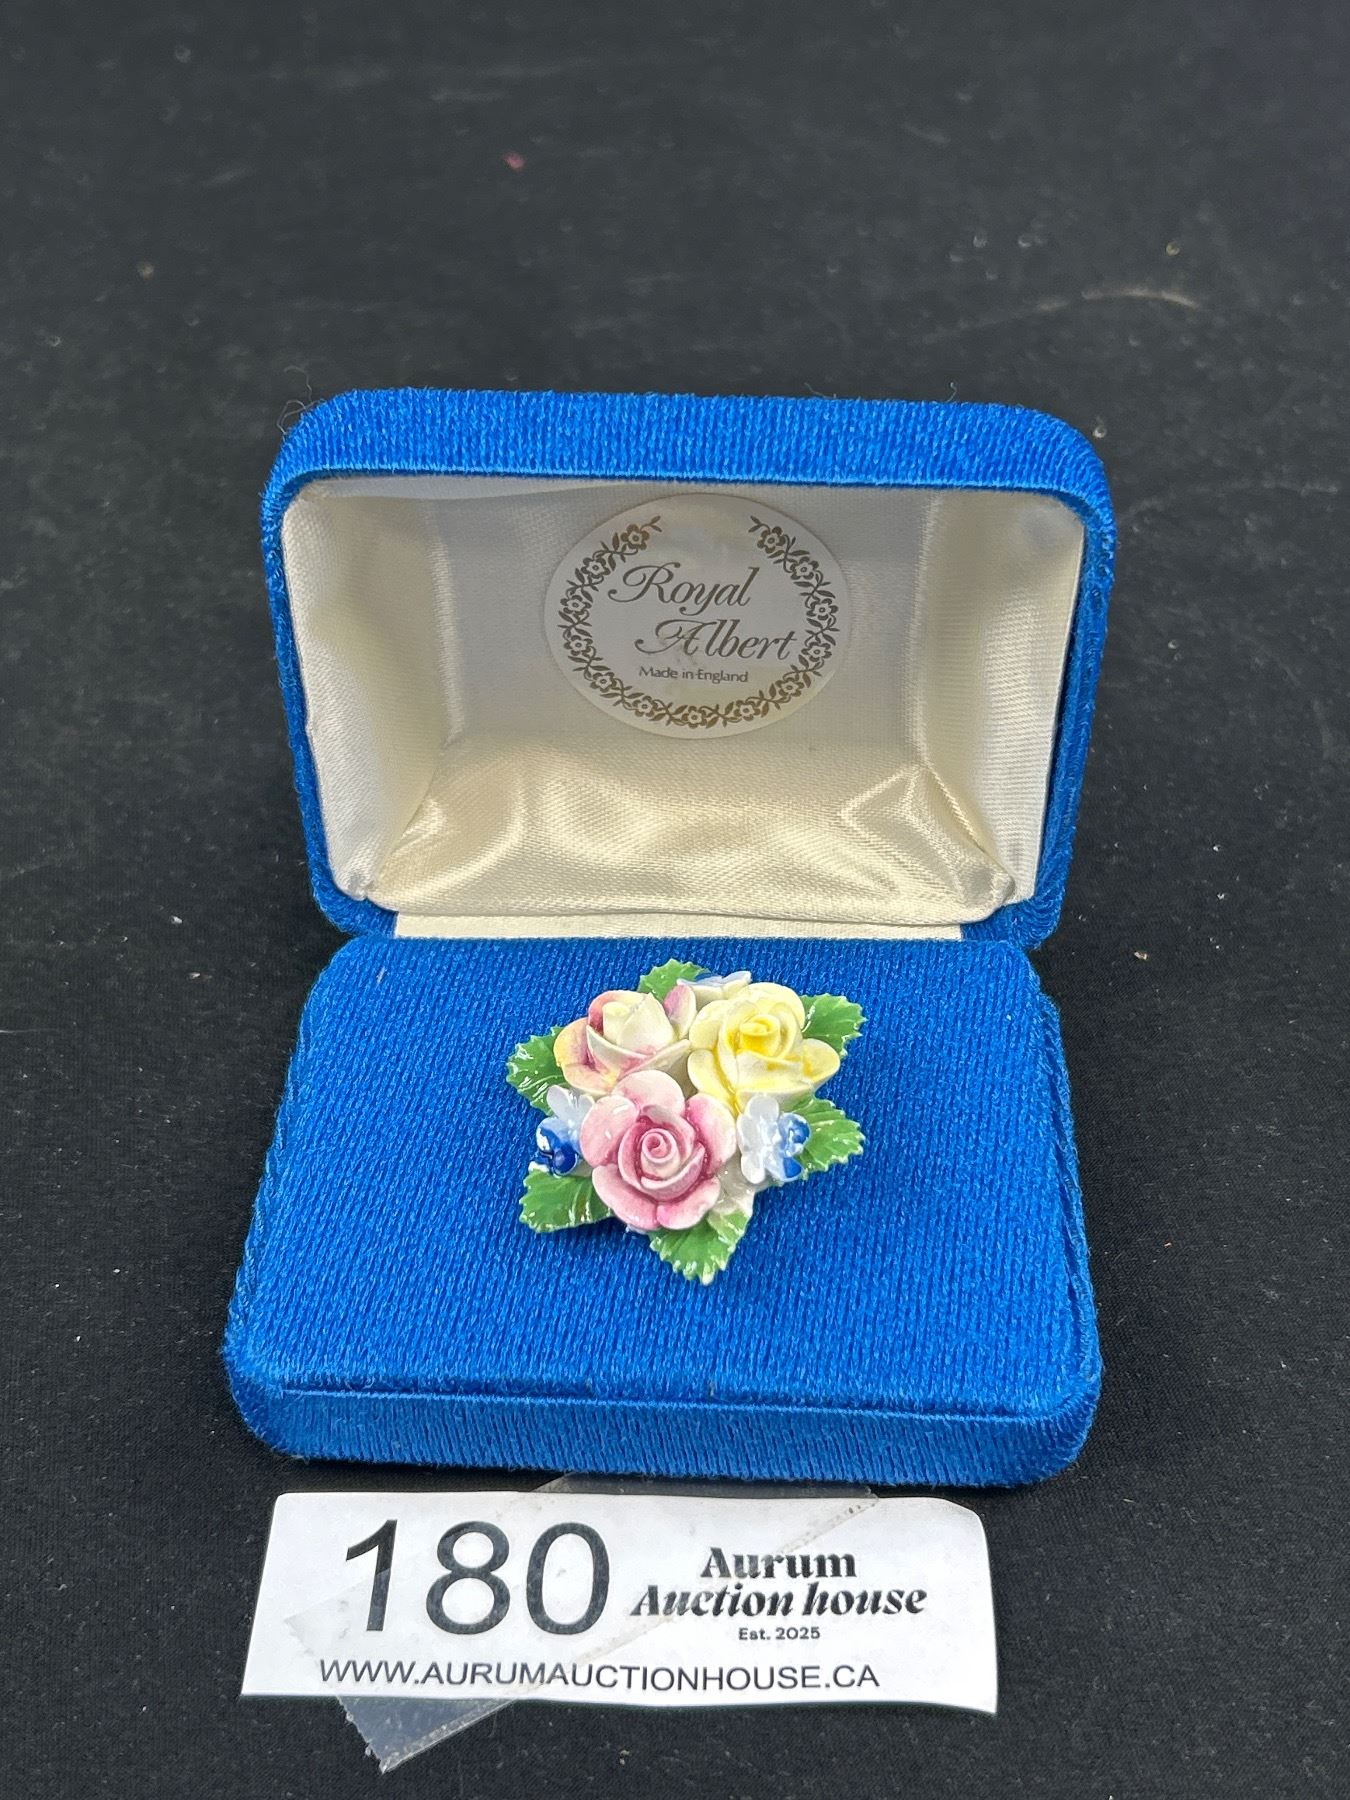 Royal
Albert
Made in England
180
Aurum
Auction house
Est. 2025
WWW.AURUMAUCTIONHOUSE.CA